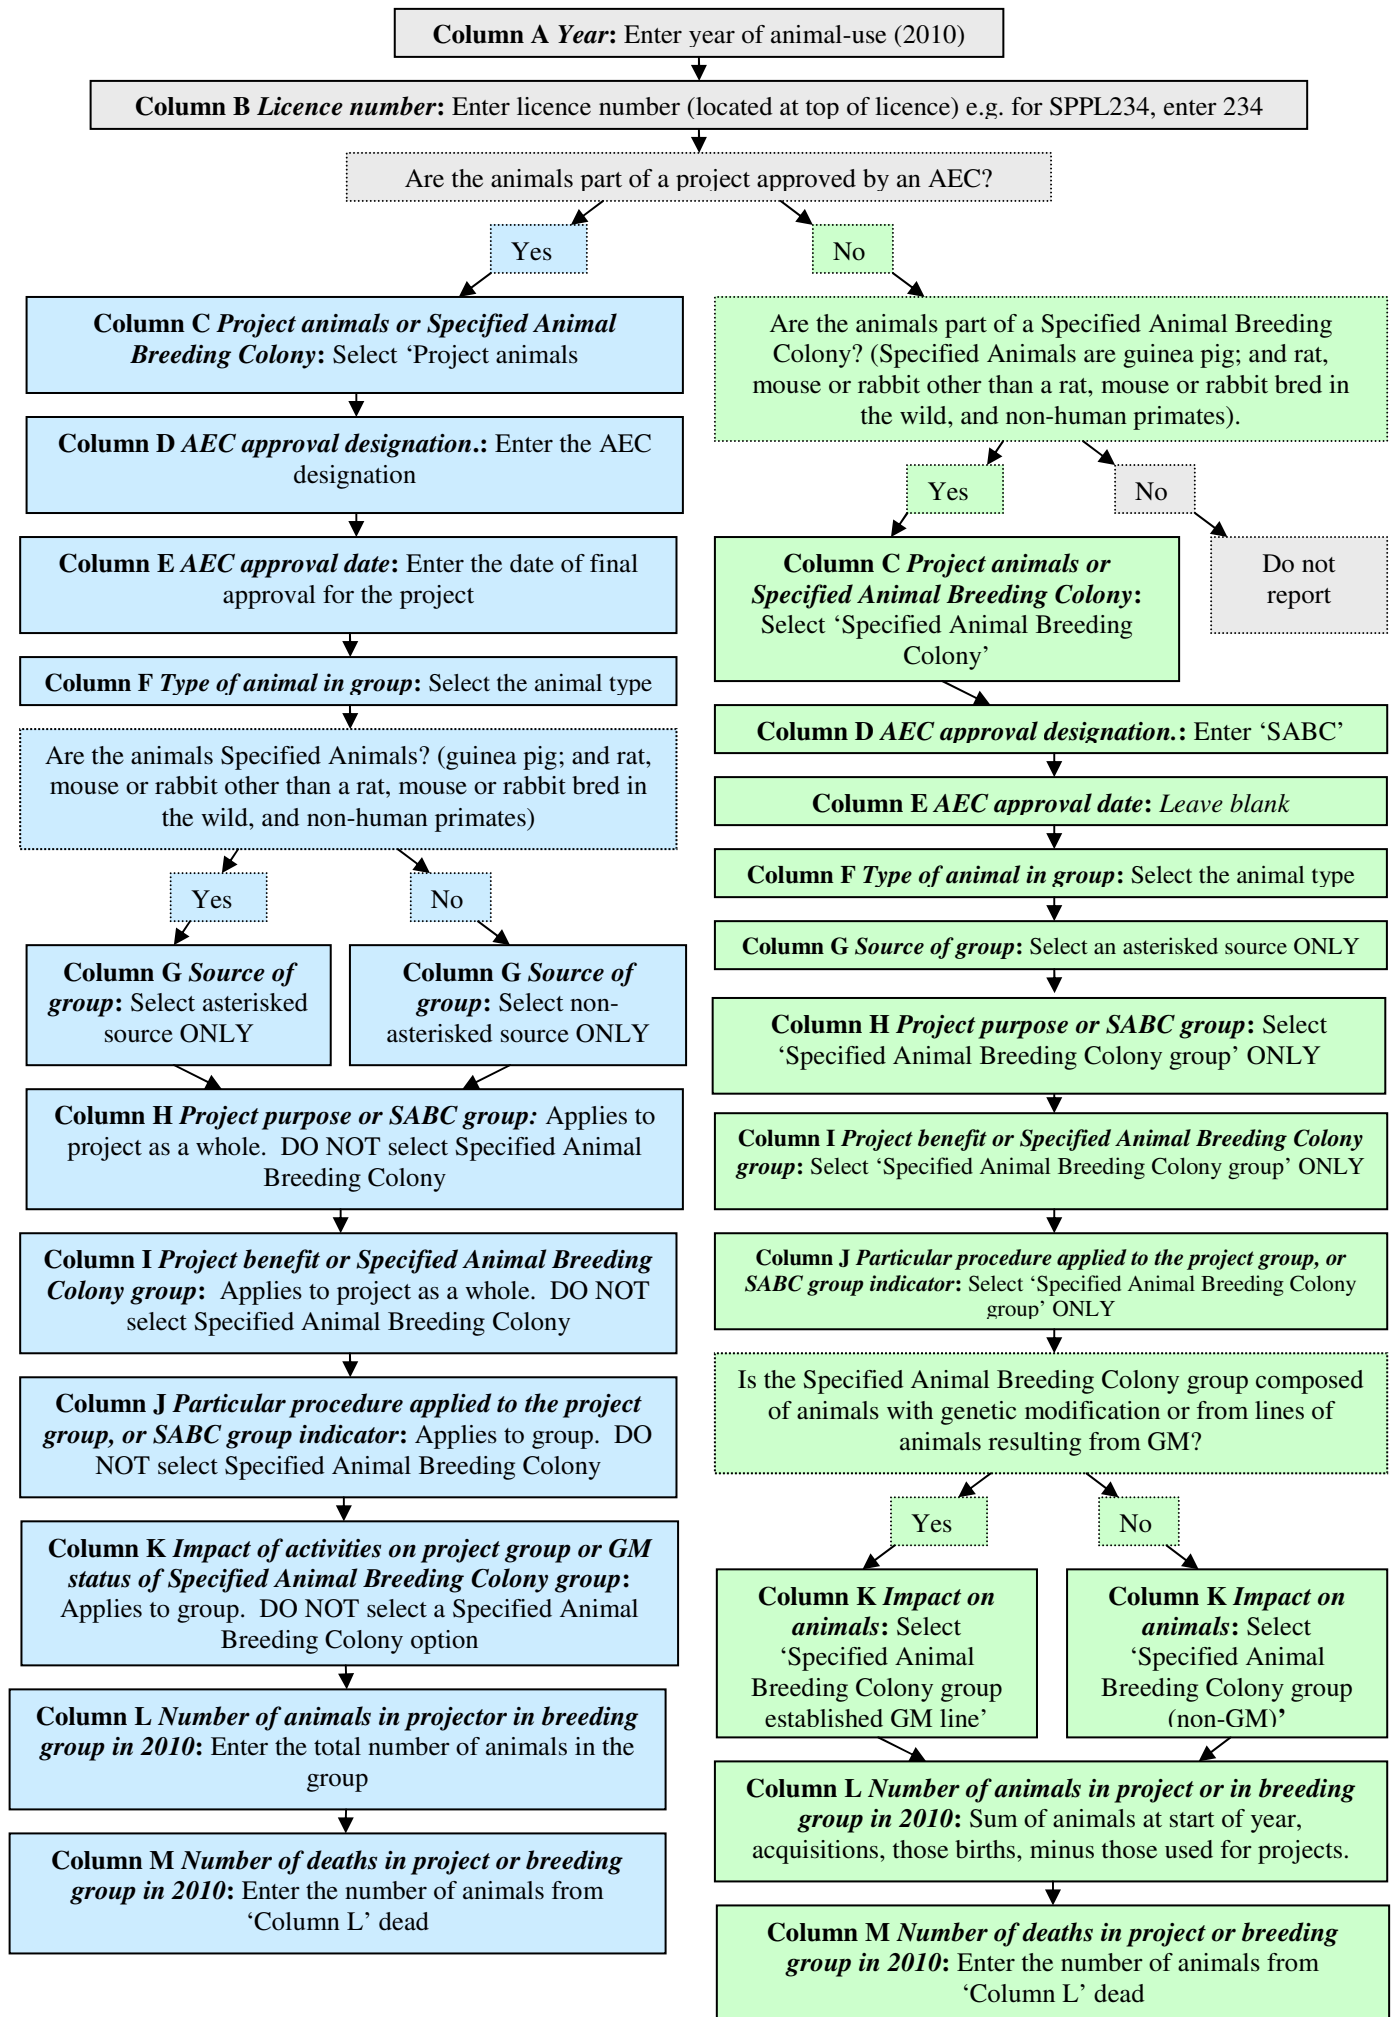 Column A Year: Enter year of animal-use (2010)
Column B Licence number: Enter licence number (located at top of licence) e.g. for SPPL234, enter 234
Are the animals part of a project approved by an AEC?
Yes
No
Column C Project animals or Specified Animal
Breeding Colony: Select ‘Project animals
Column D AEC approval designation.: Enter the AEC
designation
Column E AEC approval date: Enter the date of final
approval for the project
Column F Type of animal in group: Select the animal type
Are the animals Specified Animals? (guinea pig; and rat,
mouse or rabbit other than a rat, mouse or rabbit bred in
the wild, and non-human primates)
Yes
No
Column G Source of
group: Select asterisked
source ONLY
Column G Source of
group: Select non-
asterisked source ONLY
Column H Project purpose or SABC group: Applies to
project as a whole. DO NOT select Specified Animal
Breeding Colony
Column I Project benefit or Specified Animal Breeding
Colony group: Applies to project as a whole. DO NOT
select Specified Animal Breeding Colony
Column J Particular procedure applied to the project
group, or SABC group indicator: Applies to group. DO
NOT select Specified Animal Breeding Colony
Column K Impact of activities on project group or GM
status of Specified Animal Breeding Colony group:
Applies to group. DO NOT select a Specified Animal
Breeding Colony option
Column L Number of animals in projector in breeding
group in 2010: Enter the total number of animals in the
group
Column M Number of deaths in project or breeding
group in 2010: Enter the number of animals from
‘Column L’ dead
Are the animals part of a Specified Animal Breeding
Colony? (Specified Animals are guinea pig; and rat,
mouse or rabbit other than a rat, mouse or rabbit bred in
the wild, and non-human primates).
Yes
No
Do not
report
Column C Project animals or
Specified Animal Breeding Colony:
Select ‘Specified Animal Breeding
Colony’
Column D AEC approval designation.: Enter ‘SABC’
Column E AEC approval date: Leave blank
Column F Type of animal in group: Select the animal type
Column G Source of group: Select an asterisked source ONLY
Column H Project purpose or SABC group: Select
‘Specified Animal Breeding Colony group’ ONLY
Column I Project benefit or Specified Animal Breeding Colony
group: Select ‘Specified Animal Breeding Colony group’ ONLY
Column J Particular procedure applied to the project group, or
SABC group indicator: Select ‘Specified Animal Breeding Colony
group’ ONLY
Is the Specified Animal Breeding Colony group composed
of animals with genetic modification or from lines of
animals resulting from GM?
Yes
No
Column K Impact on
animals: Select
‘Specified Animal
Breeding Colony group
established GM line’
Column K Impact on
animals: Select
‘Specified Animal
Breeding Colony group
(non-GM)’
Column L Number of animals in project or in breeding
group in 2010: Sum of animals at start of year,
acquisitions, those births, minus those used for projects.
Column M Number of deaths in project or breeding
group in 2010: Enter the number of animals from
‘Column L’ dead